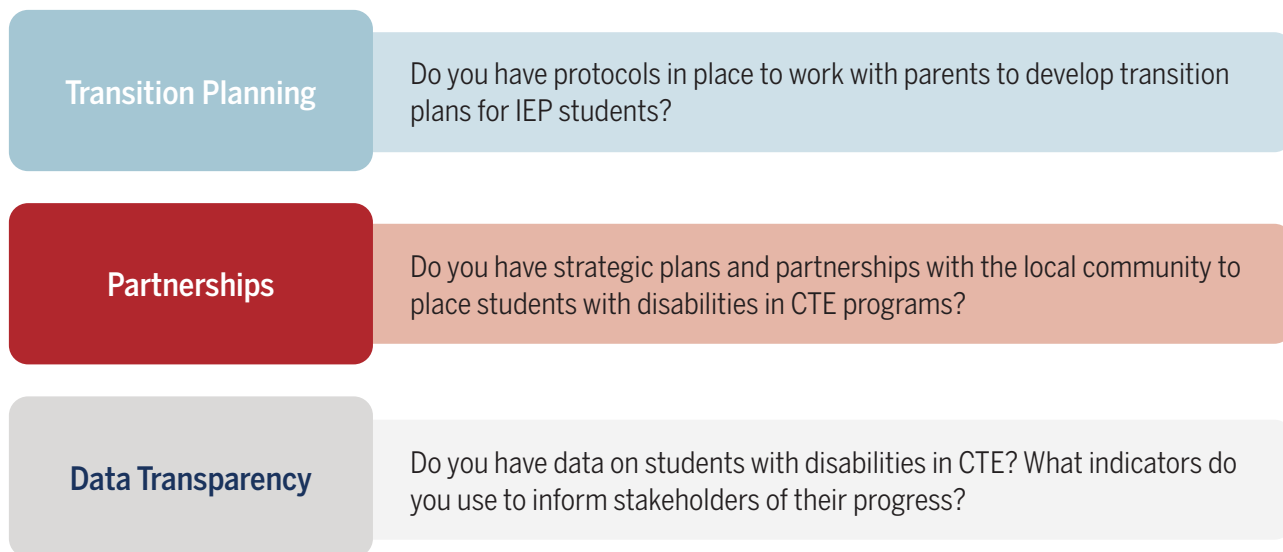 Transition Planning
Do you have protocols in place to work with parents to develop transition
plans for IEP students?
Partnerships
Do you have strategic plans and partnerships with the local community to
place students with disabilities in CTE programs?
Data Transparency
Do you have data on students with disabilities in CTE? What indicators do
you use to inform stakeholders of their progress?